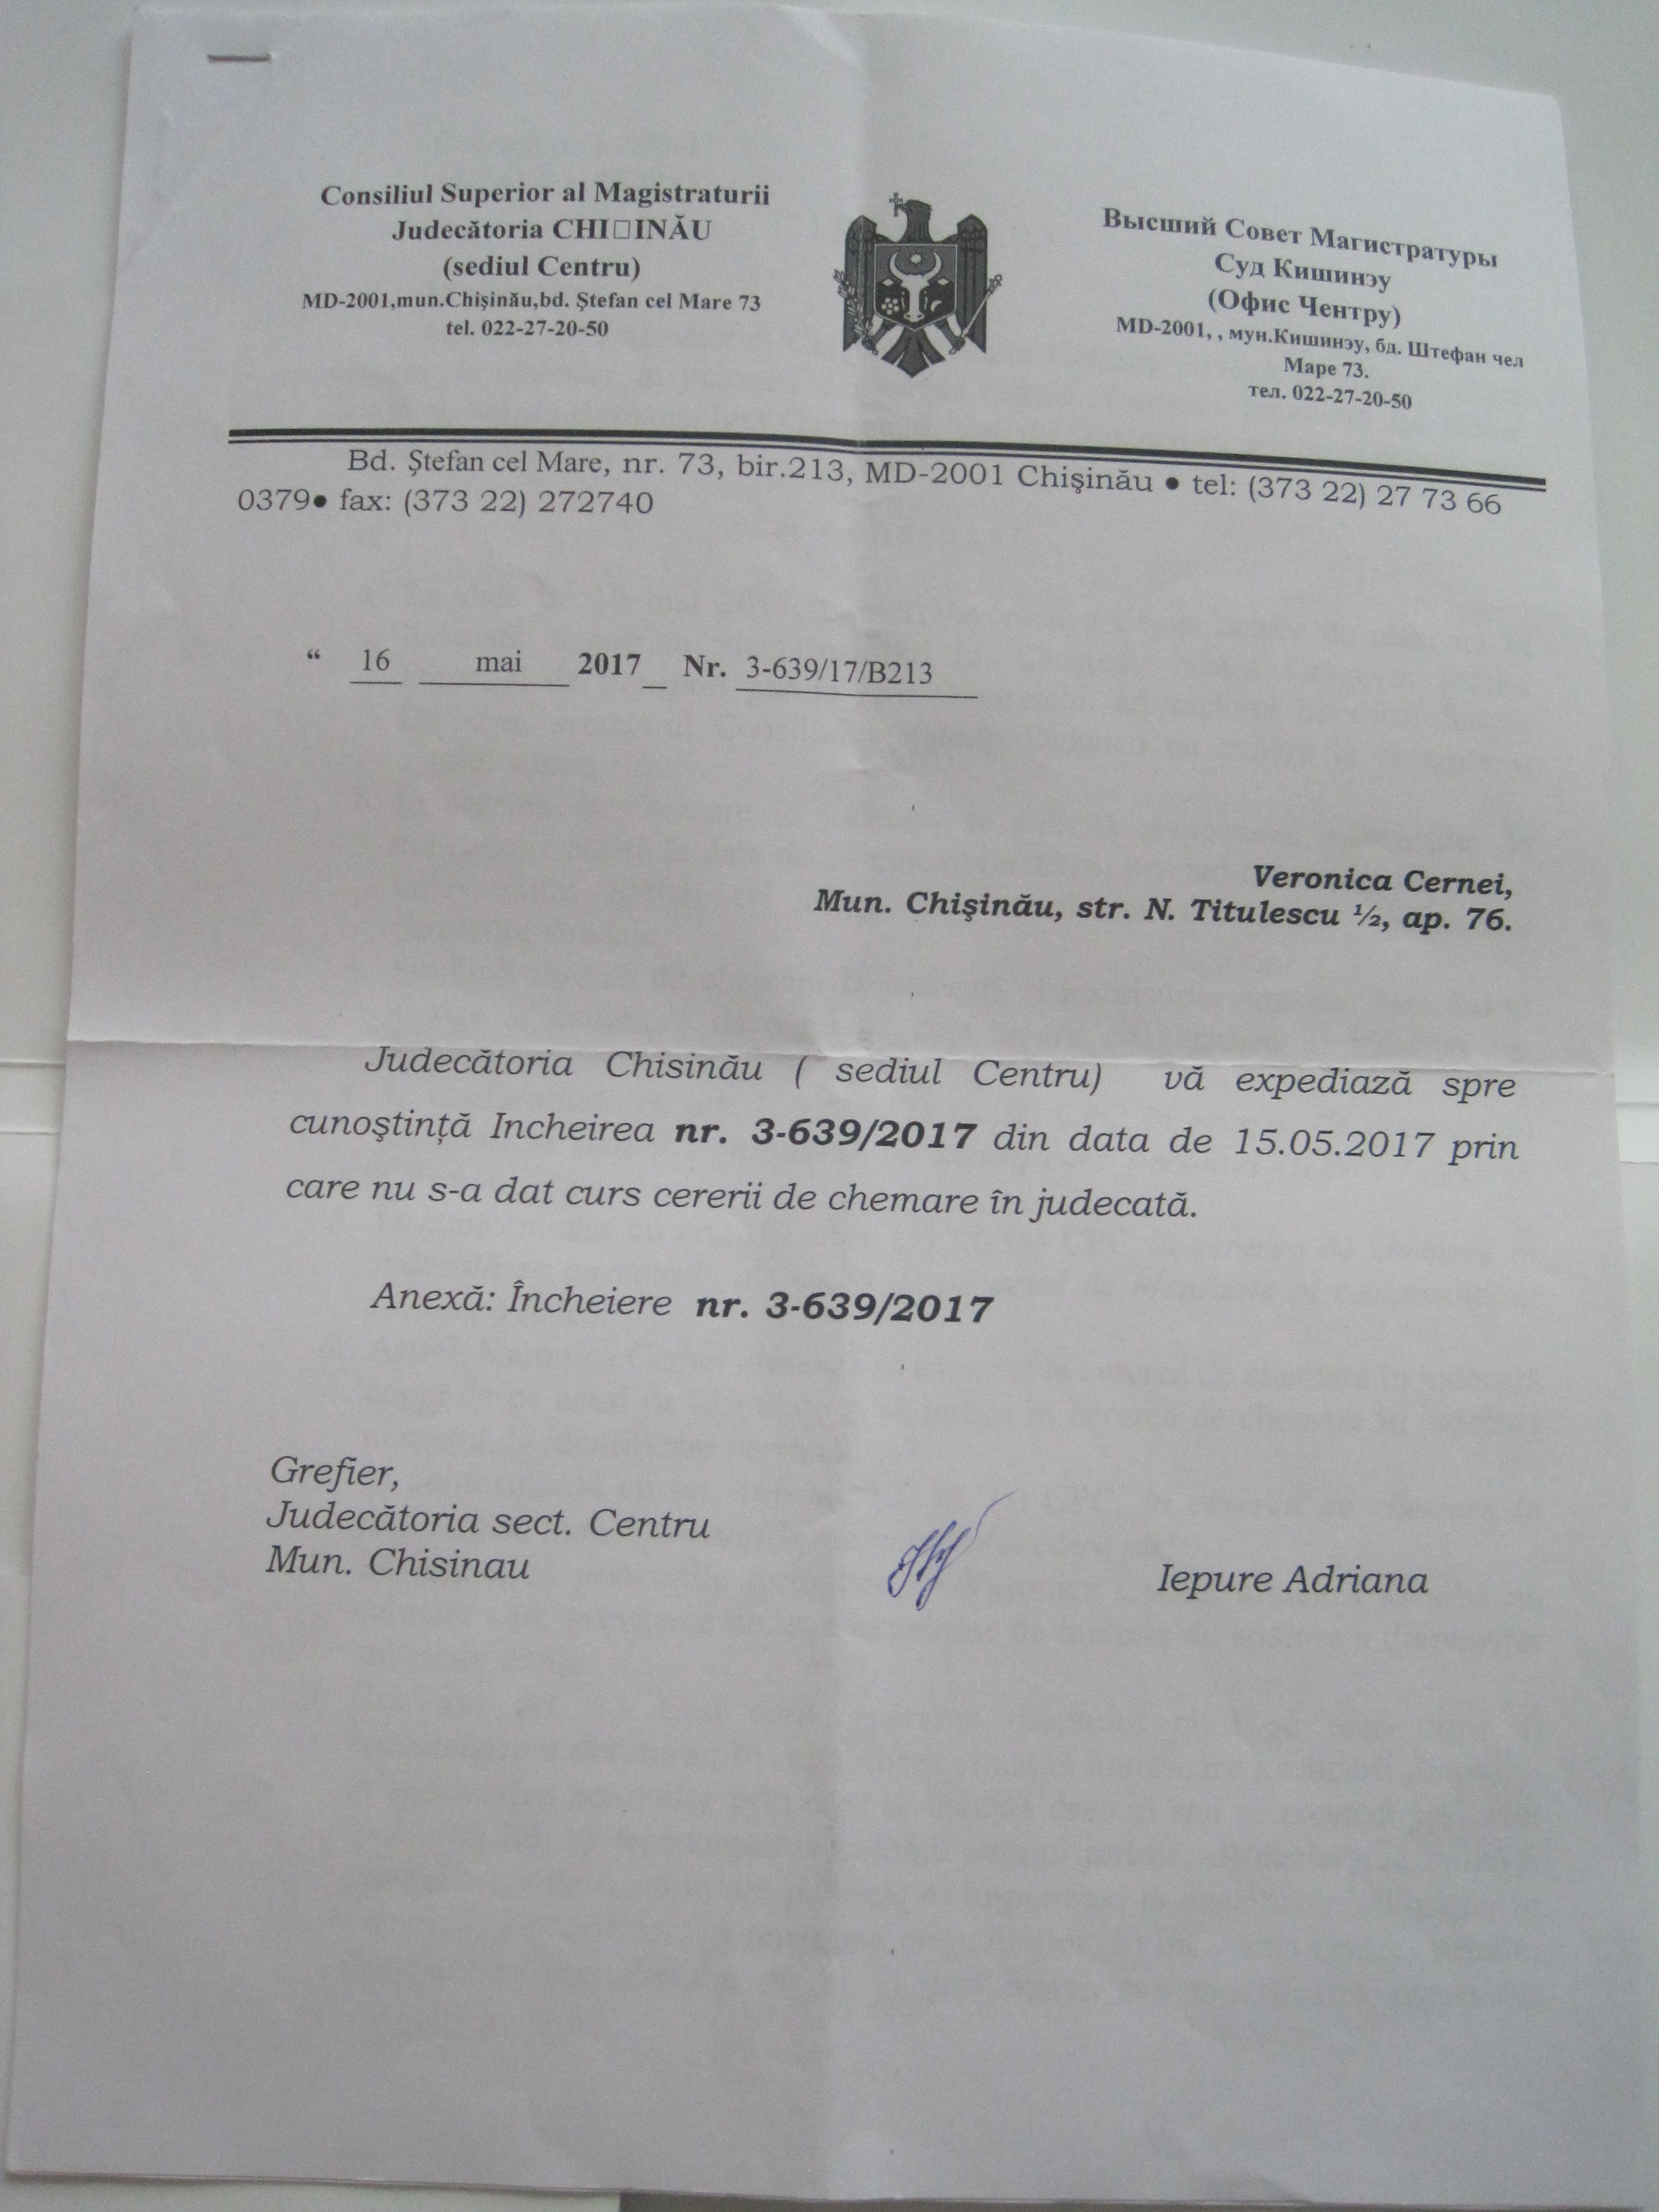 Consiliul Superior al Magistraturii
Judecătoria CHI□INĂU
(sediul Centru)
MD-2001,mun.Chişinău,bd. Ştefan cel Mare 73
tel. 022-27-20-50
Высший Совет Магистратуры
Суд Кишинэу
(Офис Чентру)
MD-2001, , мун.Кишинэу, бд. Штефан чел
Маре 73.
тел. 022-27-20-50
Bd. Ştefan cel Mare, nr. 73, bir.213, MD-2001 Chişinău ● tel: (373 22) 27 73 66
0379● fax: (373 22) 272740
“ 16 mai 2017_ Nr. 3-639/17/B213
Veronica Cernei,
Mun. Chişinău, str. N. Titulescu ½, ap. 76.
Judecătoria Chisinău ( sediul Centru) vă expediază spre
cunoştinţă Incheirea nr. 3-639/2017 din data de 15.05.2017 prin
care nu s-a dat curs cererii de chemare în judecată.
Anexă: Încheiere nr. 3-639/2017
Grefier,
Judecătoria sect. Centru
Mun. Chisinau
Iepure Adriana